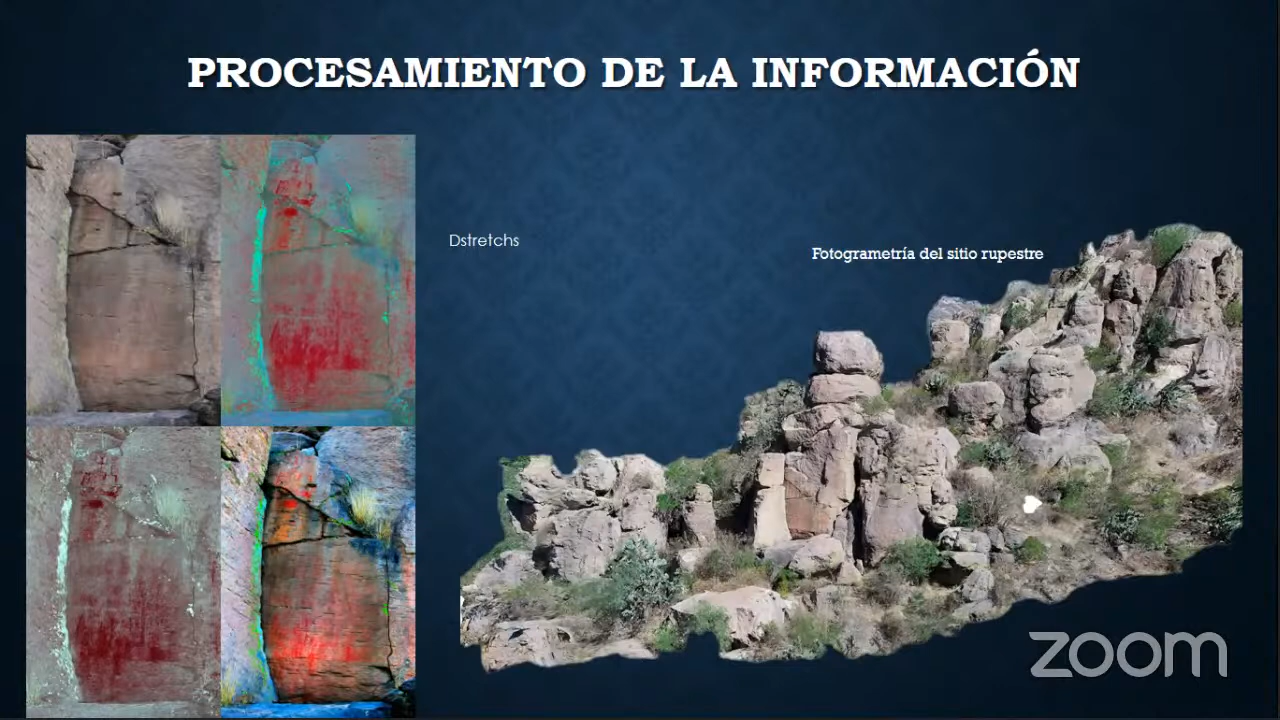 PROCESAMIENTO DE LA INFORMACIÓN
Dstretchs
Fotogrametría del sitio rupestre
zoom